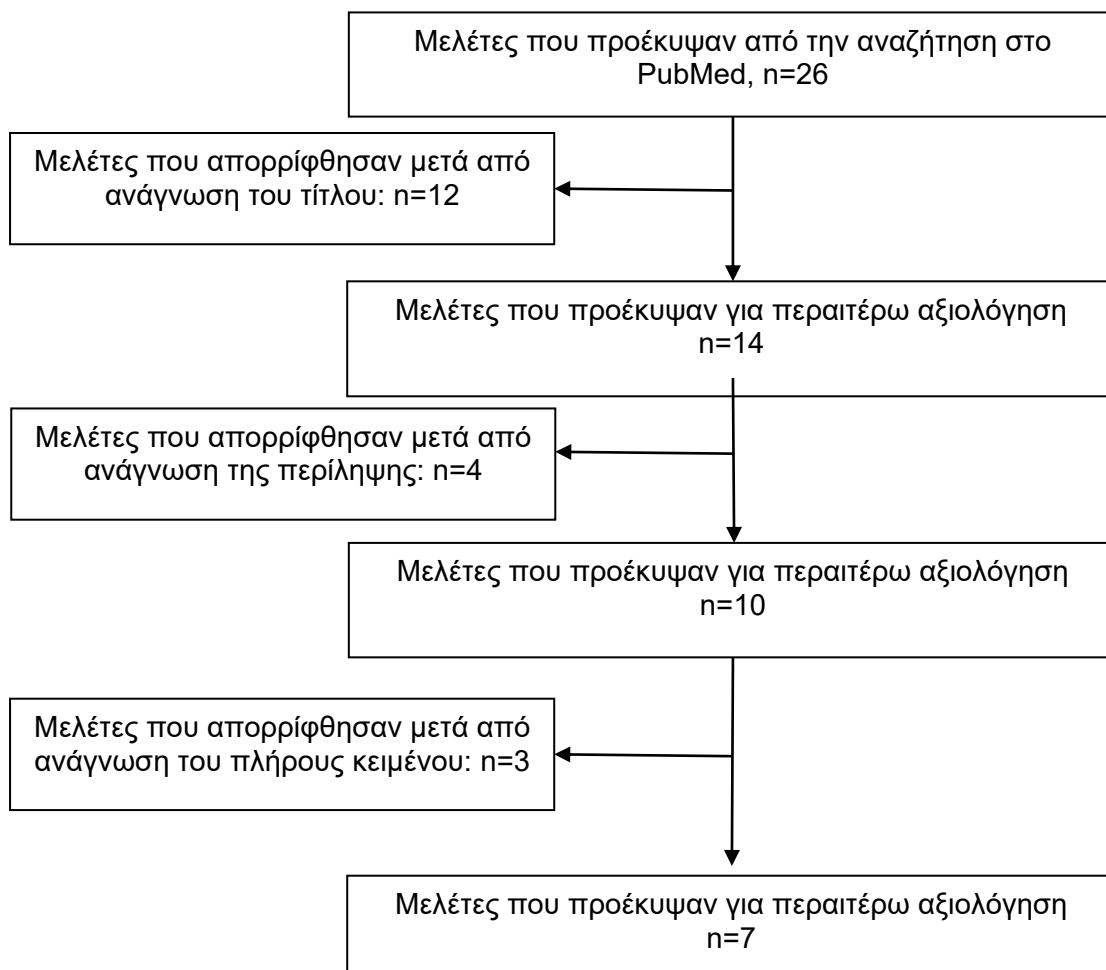 Μελέτες που προέκυψαν από την αναζήτηση στο
PubMed, n=26
Μελέτες που απορρίφθησαν μετά από
ανάγνωση του τίτλου: n=12
Μελέτες που προέκυψαν για περαιτέρω αξιολόγηση
n=14
Μελέτες που απορρίφθησαν μετά από
ανάγνωση της περίληψης: n=4
Μελέτες που προέκυψαν για περαιτέρω αξιολόγηση
n=10
Μελέτες που απορρίφθησαν μετά από
ανάγνωση του πλήρους κειμένου: n=3
Μελέτες που προέκυψαν για περαιτέρω αξιολόγηση
n=7